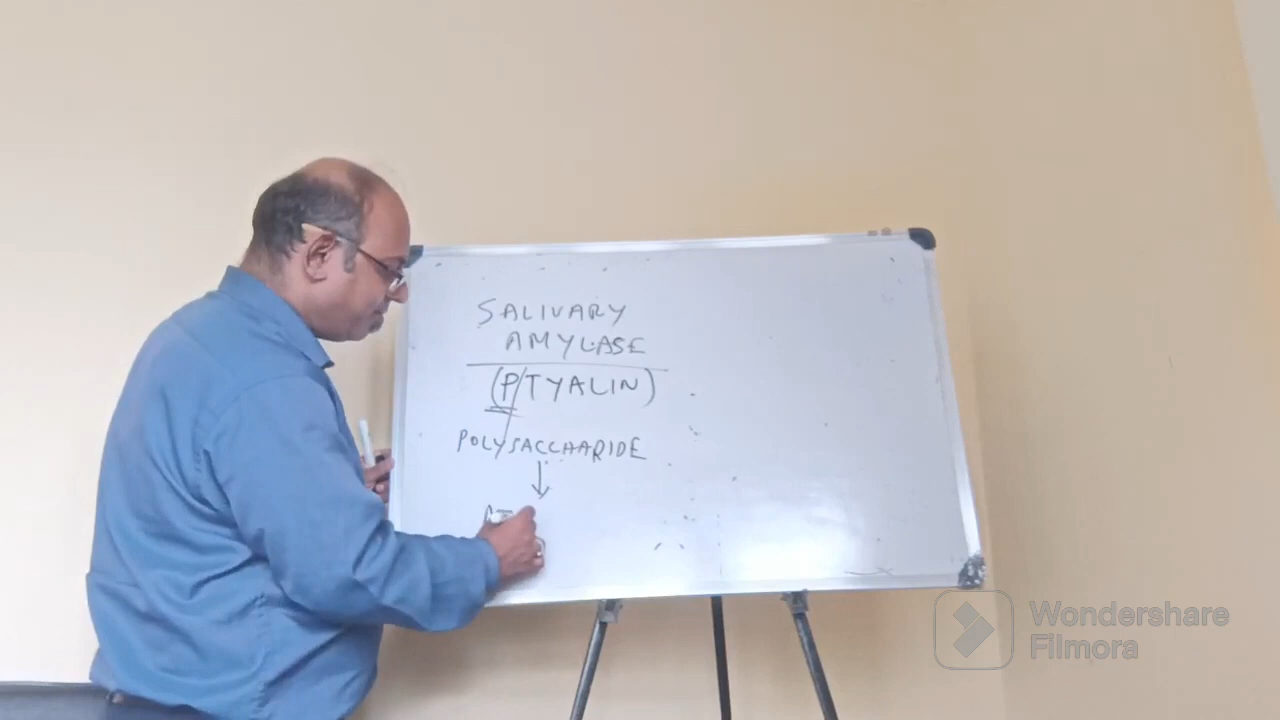 SALIVARY
AMYLASE
(PTYALIN)
POLYSACCHARIDE
Wondershare
Filmora